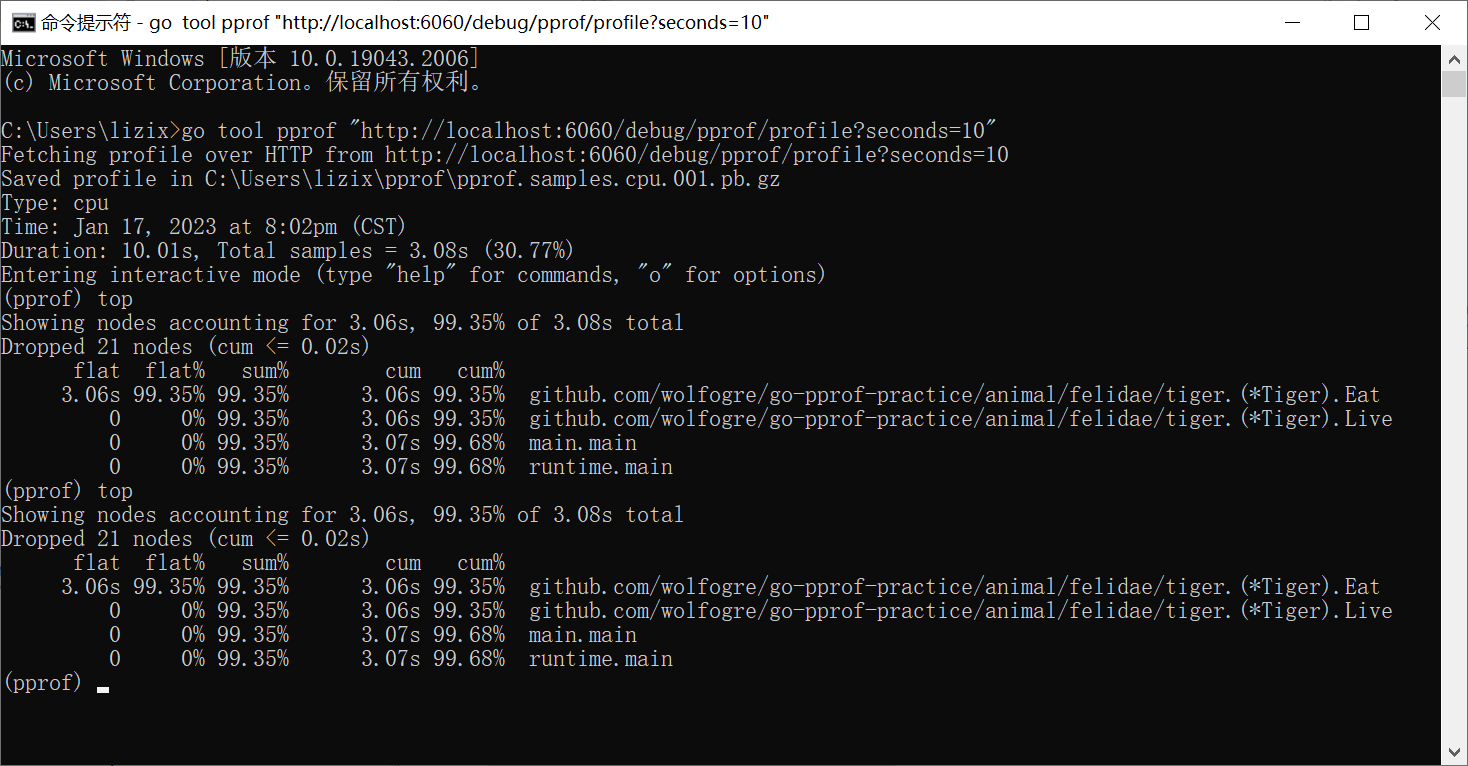 命令提示符 - go  tool pprof "http://localhost:6060/debug/pprof/profile?seconds=10"
Microsoft Windows [版本 10.0.19043.2006]
(c) Microsoft Corporation。保留所有权利。
C:\Users\lizix>go tool pprof "http://localhost:6060/debug/pprof/profile?seconds=10"
Fetching profile over HTTP from http://localhost:6060/debug/pprof/profile?seconds=10
Saved profile in C:\Users\lizix\pprof\pprof.samples.cpu.001.pb.gz
Type: cpu
Time: Jan 17, 2023 at 8:02pm (CST)
Duration: 10.01s, Total samples = 3.08s (30.77%)
Entering interactive mode (type "help" for commands, "o" for options)
(pprof) top
Showing nodes accounting for 3.06s, 99.35% of 3.08s total
Dropped 21 nodes (cum <= 0.02s)
      flat  flat%   sum%        cum   cum%
     3.06s 99.35% 99.35%      3.06s 99.35%  github.com/wolfogre/go-pprof-practice/animal/felidae/tiger.(*Tiger).Eat
         0     0% 99.35%      3.06s 99.35%  github.com/wolfogre/go-pprof-practice/animal/felidae/tiger.(*Tiger).Live
         0     0% 99.35%      3.07s 99.68%  main.main
         0     0% 99.35%      3.07s 99.68%  runtime.main
(pprof) top
Showing nodes accounting for 3.06s, 99.35% of 3.08s total
Dropped 21 nodes (cum <= 0.02s)
      flat  flat%   sum%        cum   cum%
     3.06s 99.35% 99.35%      3.06s 99.35%  github.com/wolfogre/go-pprof-practice/animal/felidae/tiger.(*Tiger).Eat
         0     0% 99.35%      3.06s 99.35%  github.com/wolfogre/go-pprof-practice/animal/felidae/tiger.(*Tiger).Live
         0     0% 99.35%      3.07s 99.68%  main.main
         0     0% 99.35%      3.07s 99.68%  runtime.main
(pprof)